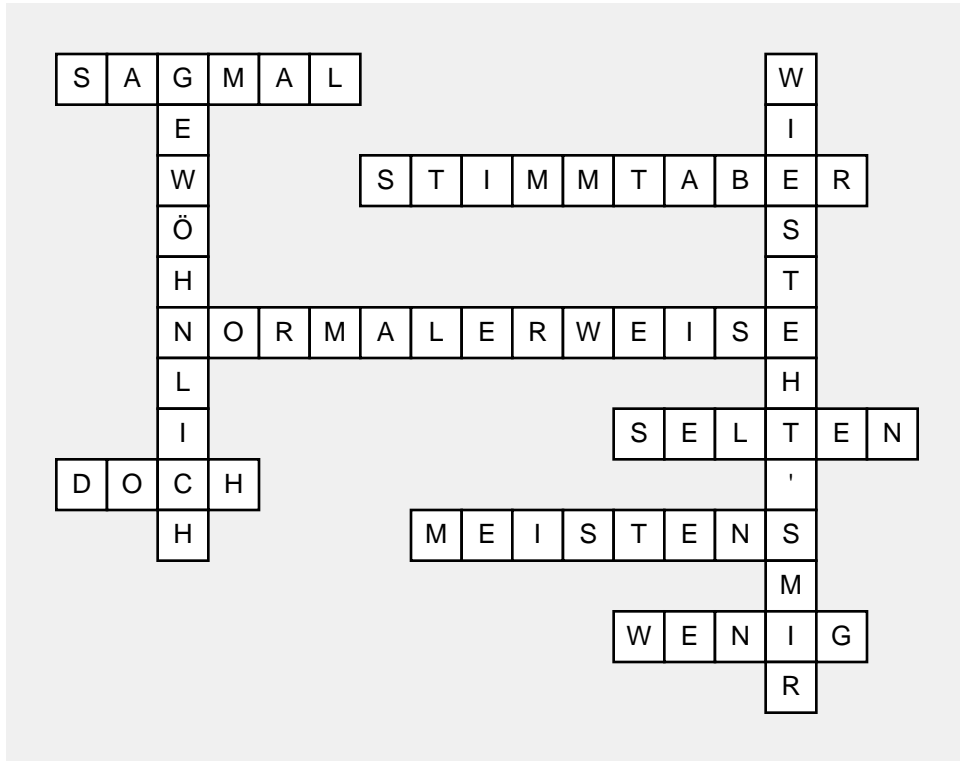 SAGMAL
GEWÖHNLICH
WIESTEHT'SMIR
STIMMTABER
NORMALERWEISE
SELTEN
DOCH
MEISTENS
WENIG